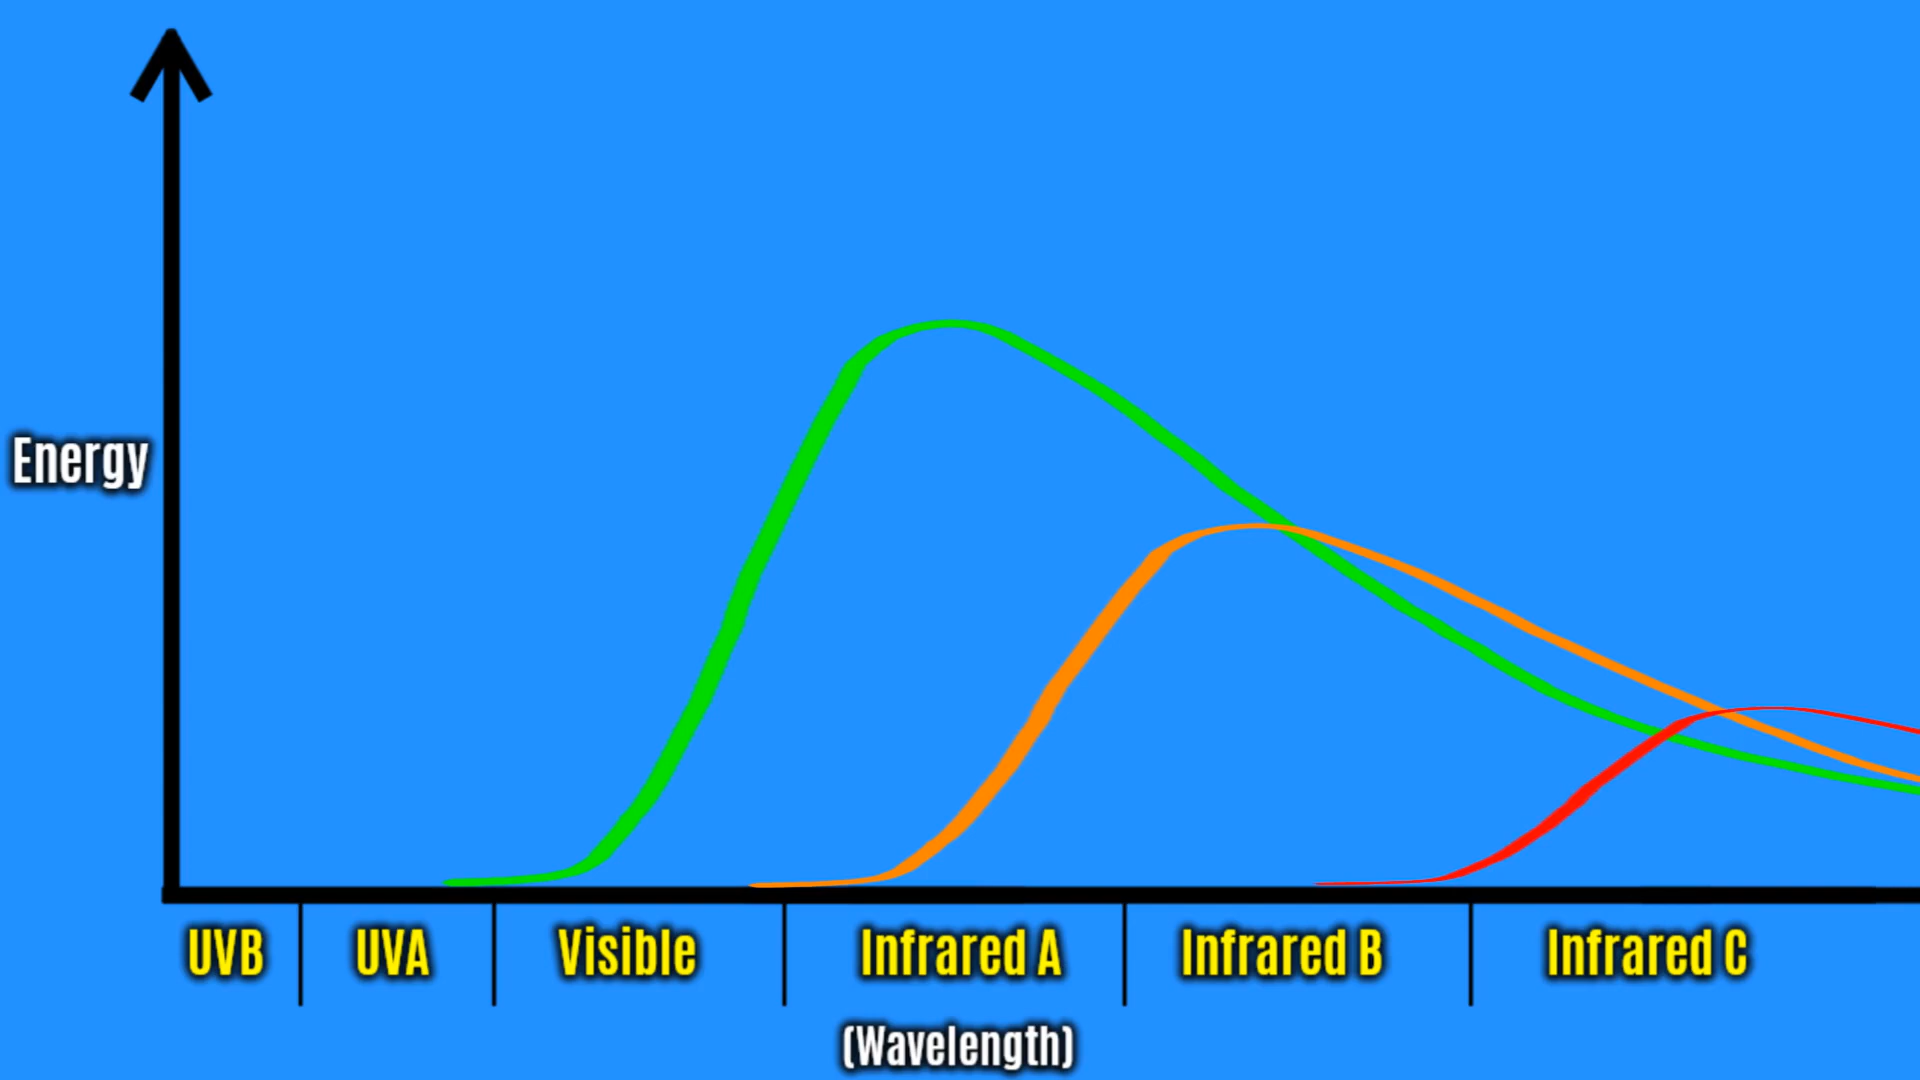 Energy
UVB UVA Visible Infrared A Infrared B Infrared C
(Wavelength)